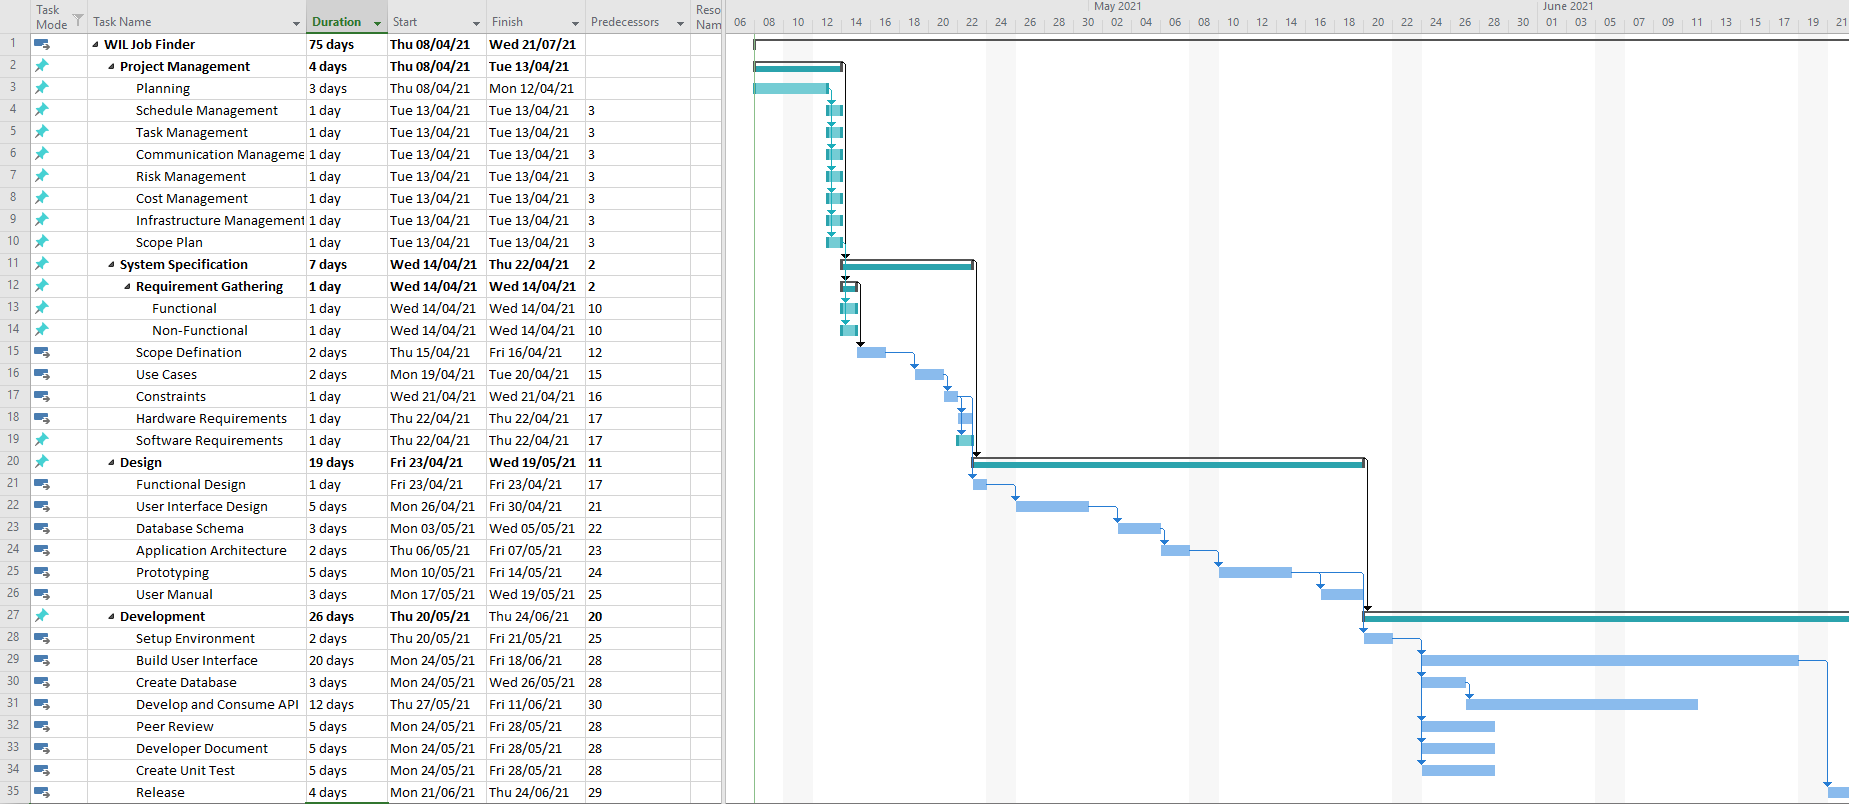 Task Mode Task Name Duration Start Finish Predecessors Reso Nam
May 2021 June 2021
06 08 10 12 14 16 18 20 22 24 26 28 30 02 04 06 08 10 12 14 16 18 20 22 24 26 28 30 01 03 05 07 09 11 13 15 17 19 21
1 WIL Job Finder 75 days Thu 08/04/21 Wed 21/07/21
2 Project Management 4 days Thu 08/04/21 Tue 13/04/21
3 Planning 3 days Thu 08/04/21 Mon 12/04/21
4 Schedule Management 1 day Tue 13/04/21 Tue 13/04/21 3
5 Task Management 1 day Tue 13/04/21 Tue 13/04/21 3
6 Communication Manageme 1 day Tue 13/04/21 Tue 13/04/21 3
7 Risk Management 1 day Tue 13/04/21 Tue 13/04/21 3
8 Cost Management 1 day Tue 13/04/21 Tue 13/04/21 3
9 Infrastructure Management 1 day Tue 13/04/21 Tue 13/04/21 3
10 Scope Plan 1 day Tue 13/04/21 Tue 13/04/21 3
11 System Specification 7 days Wed 14/04/21 Thu 22/04/21 2
12 Requirement Gathering 1 day Wed 14/04/21 Wed 14/04/21 2
13 Functional 1 day Wed 14/04/21 Wed 14/04/21 10
14 Non-Functional 1 day Wed 14/04/21 Wed 14/04/21 10
15 Scope Defination 2 days Thu 15/04/21 Fri 16/04/21 12
16 Use Cases 2 days Mon 19/04/21 Tue 20/04/21 15
17 Constraints 1 day Wed 21/04/21 Wed 21/04/21 16
18 Hardware Requirements 1 day Thu 22/04/21 Thu 22/04/21 17
19 Software Requirements 1 day Thu 22/04/21 Thu 22/04/21 17
20 Design 19 days Fri 23/04/21 Wed 19/05/21 11
21 Functional Design 1 day Fri 23/04/21 Fri 23/04/21 17
22 User Interface Design 5 days Mon 26/04/21 Fri 30/04/21 21
23 Database Schema 3 days Mon 03/05/21 Wed 05/05/21 22
24 Application Architecture 2 days Thu 06/05/21 Fri 07/05/21 23
25 Prototyping 5 days Mon 10/05/21 Fri 14/05/21 24
26 User Manual 3 days Mon 17/05/21 Wed 19/05/21 25
27 Development 26 days Thu 20/05/21 Thu 24/06/21 20
28 Setup Environment 2 days Thu 20/05/21 Fri 21/05/21 25
29 Build User Interface 20 days Mon 24/05/21 Fri 18/06/21 28
30 Create Database 3 days Mon 24/05/21 Wed 26/05/21 28
31 Develop and Consume API 12 days Thu 27/05/21 Fri 11/06/21 30
32 Peer Review 5 days Mon 24/05/21 Fri 28/05/21 28
33 Developer Document 5 days Mon 24/05/21 Fri 28/05/21 28
34 Create Unit Test 5 days Mon 24/05/21 Fri 28/05/21 28
35 Release 4 days Mon 21/06/21 Thu 24/06/21 29